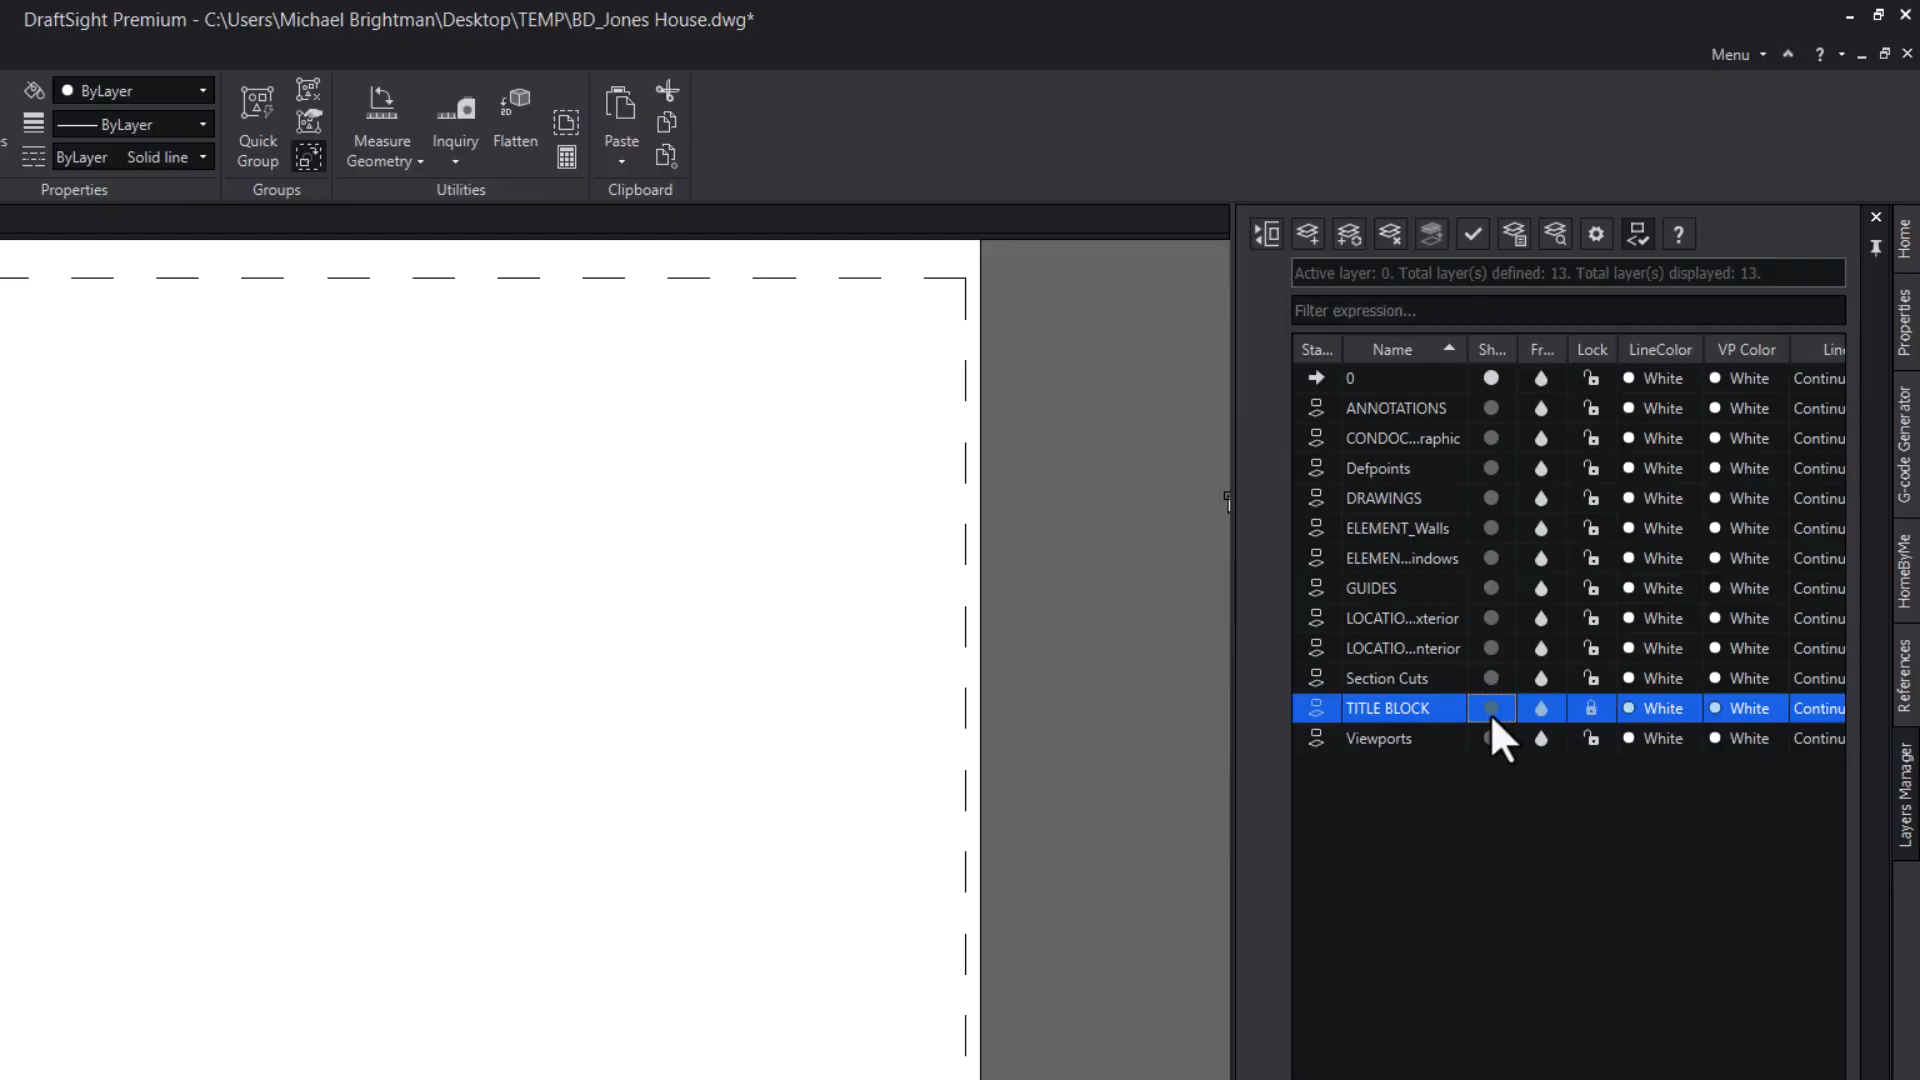 DraftSight Premium - C:\Users\Michael Brightman\Desktop\TEMP\BD_Jones House.dwg*
Menu ?
ByLayer
ByLayer
ByLayer Solid line
Properties
Quick Group
Groups
Measure Geometry
Inquiry
Flatten
Utilities
Paste
Clipboard
?
Active layer: 0. Total layer(s) defined: 13. Total layer(s) displayed: 13.
Filter expression...
Sta... Name Sh... Fr... Lock LineColor VP Color Line
0 White White Continu
ANNOTATIONS White White Continu
CONDOC...raphic White White Continu
Defpoints White White Continu
DRAWINGS White White Continu
ELEMENT_Walls White White Continu
ELEMEN...indows White White Continu
GUIDES White White Continu
LOCATIO...xterior White White Continu
LOCATIO...nterior White White Continu
Section Cuts White White Continu
TITLE BLOCK White White Continu
Viewports White White Continu
Home
Properties
G-code Generator
HomeByMe
References
Layers Manager